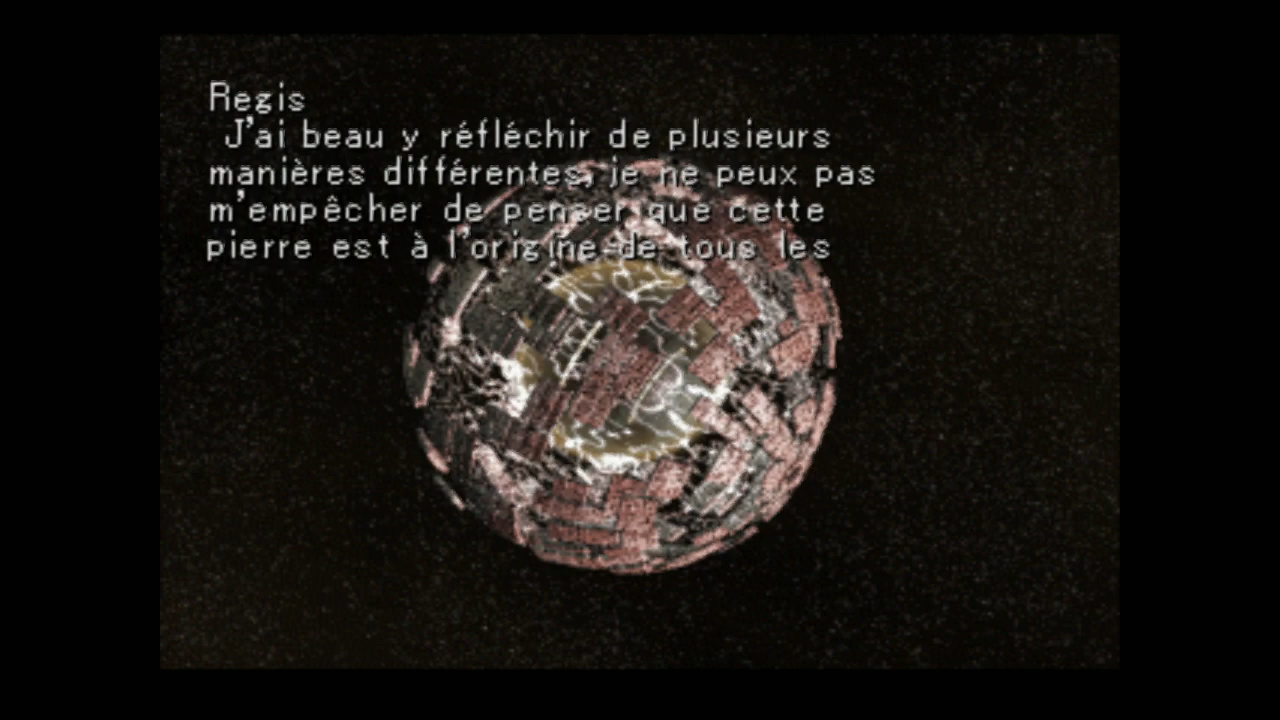 Regis
J'ai beau y réfléchir de plusieurs
manières différentes, je ne peux pas
m'empêcher de penser que cette
pierre est à l'origine de tous les